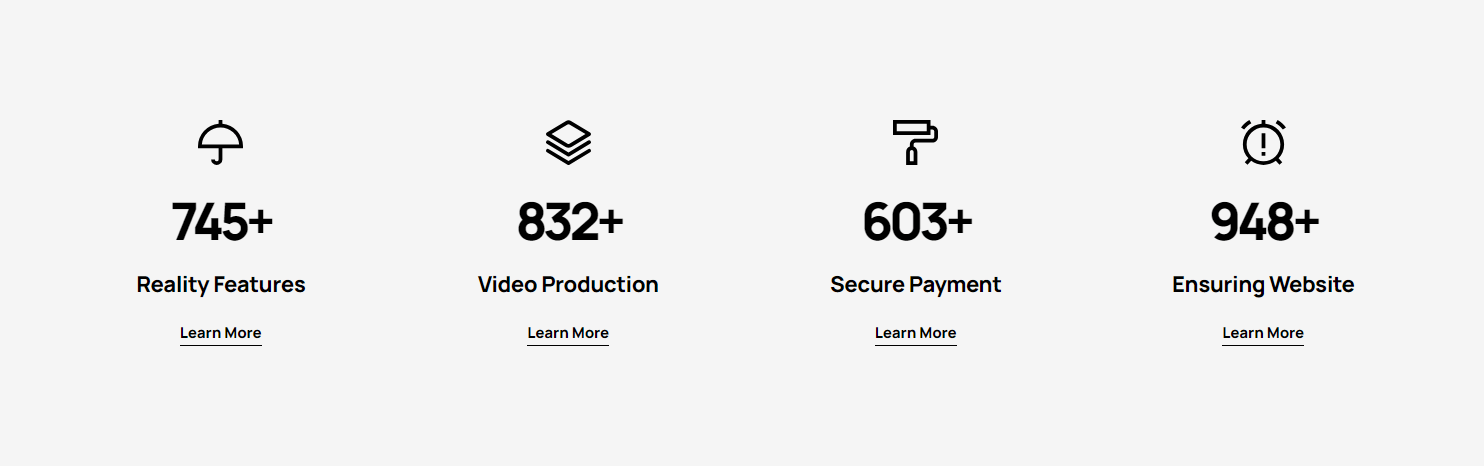 745+
832+
603+
948+
Reality Features
Video Production
Secure Payment
Ensuring Website
Learn More
Learn More
Learn More
Learn More